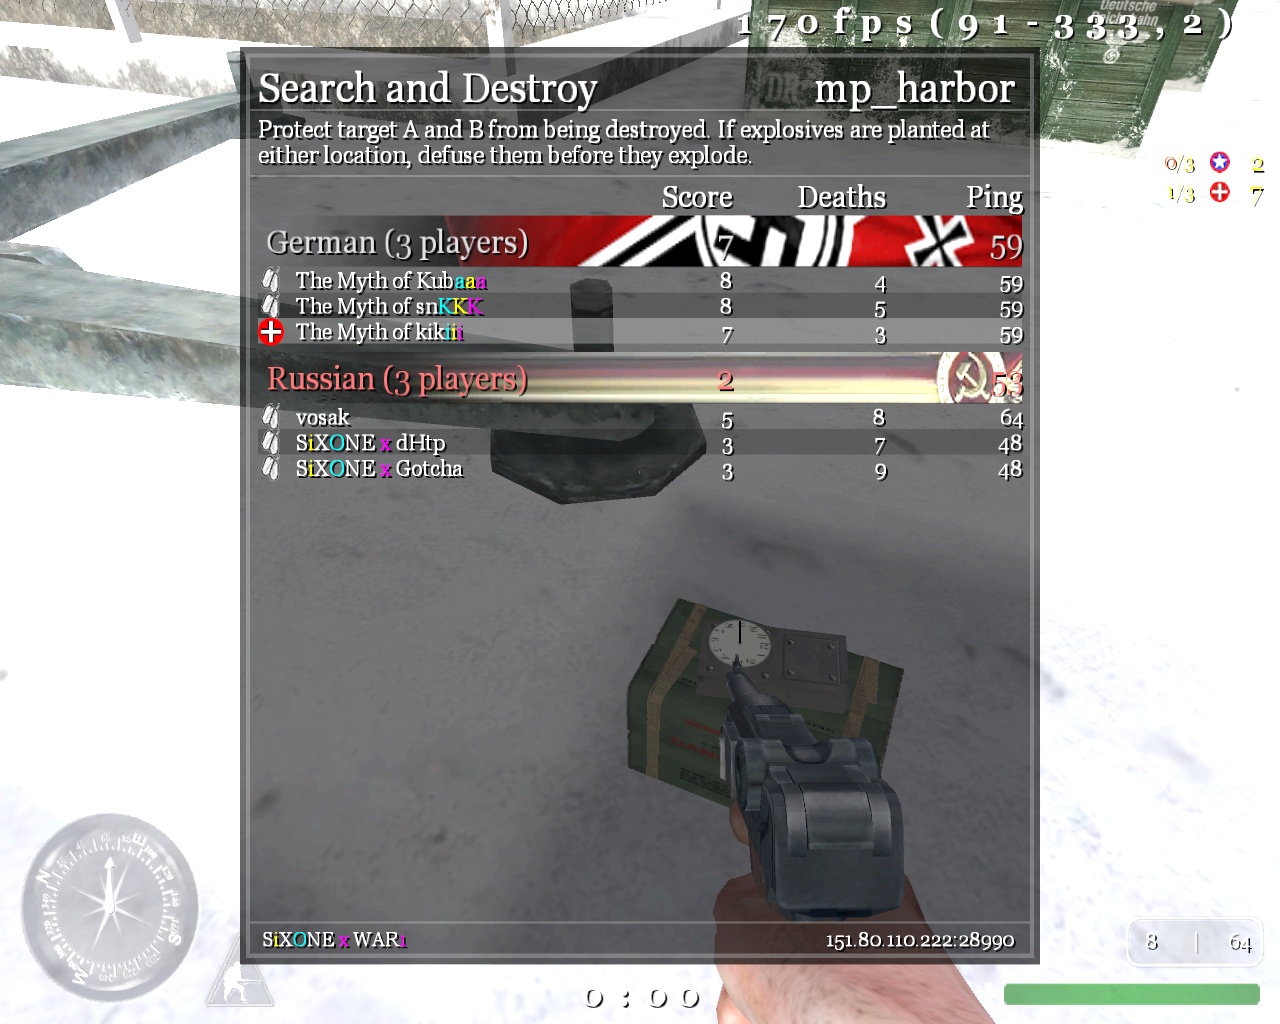 170fps(91-333,2)
Deutsche
Reichsbahn
DR
Search and Destroy mp_harbor
Protect target A and B from being destroyed. If explosives are planted at
either location, defuse them before they explode.
0/3 2
1/3 7
Score Deaths Ping
German (3 players) 7 59
The Myth of Kubaaa 8 4 59
The Myth of snKKK 8 5 59
The Myth of kikiii 7 3 59
Russian (3 players) 2 53
vosak 5 8 64
SiXONE x dHtp 3 7 48
SiXONE x Gotcha 3 9 48
SiXONE x WAR1 151.80.110.222:28990
8 | 64
0:00